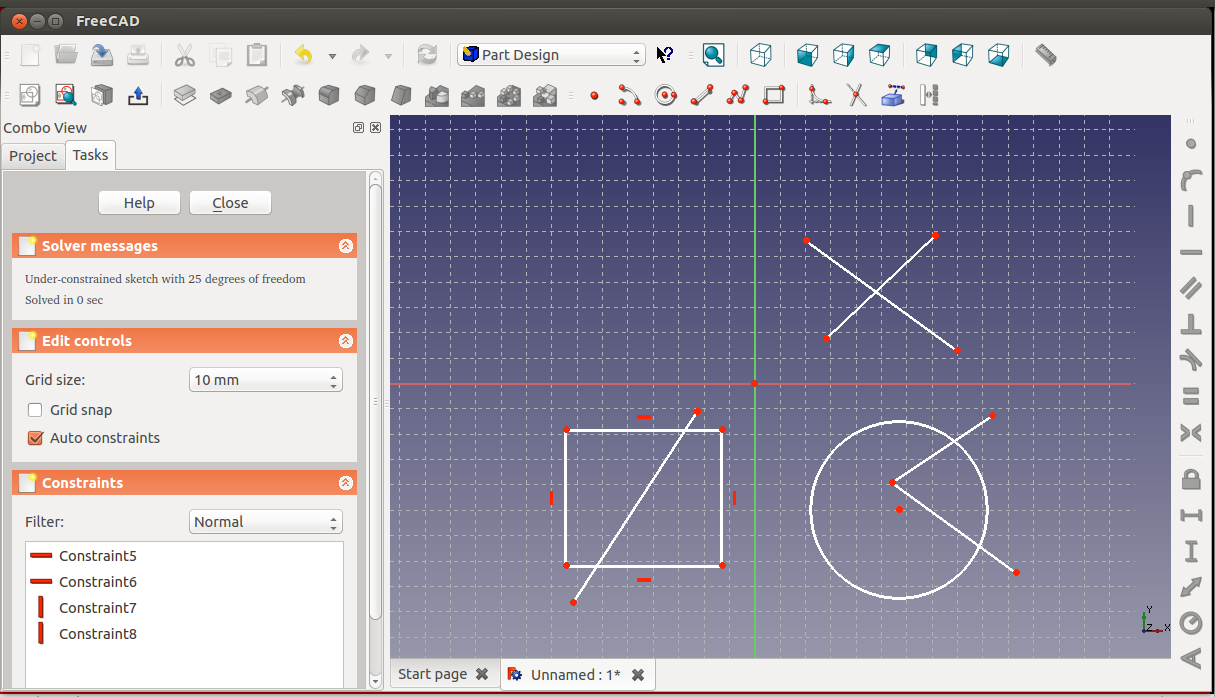 FreeCAD
Part Design
Combo View
Project
Tasks
Help
Close
Solver messages
Under-constrained sketch with 25 degrees of freedom
Solved in 0 sec
Edit controls
Grid size:
10 mm
Grid snap
Auto constraints
Constraints
Filter:
Normal
Constraint5
Constraint6
Constraint7
Constraint8
Y
Z
X
Start page
Unnamed : 1*